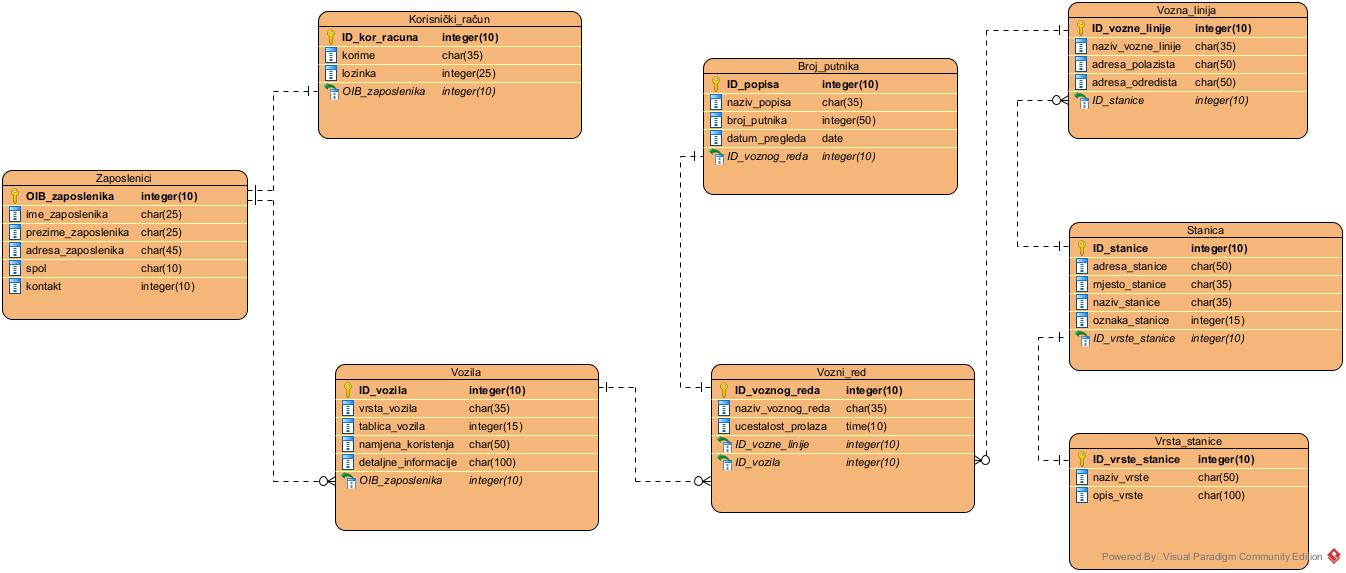 Korisnički_račun
ID_kor_racuna integer(10)
korime char(35)
lozinka integer(25)
OIB_zaposlenika integer(10)
Zaposlenici
OIB_zaposlenika integer(10)
ime_zaposlenika char(25)
prezime_zaposlenika char(25)
adresa_zaposlenika char(45)
spol char(10)
kontakt integer(10)
Vozila
ID_vozila integer(10)
vrsta_vozila char(35)
tablica_vozila integer(15)
namjena_koristenja char(50)
detaljne_informacije char(100)
OIB_zaposlenika integer(10)
Broj_putnika
ID_popisa integer(10)
naziv_popisa char(35)
broj_putnika integer(50)
datum_pregleda date
ID_voznog_reda integer(10)
Vozni_red
ID_voznog_reda integer(10)
naziv_voznog_reda char(35)
ucestalost_prolaza time(10)
ID_vozne_linije integer(10)
ID_vozila integer(10)
Vozna_linija
ID_vozne_linije integer(10)
naziv_vozne_linije char(35)
adresa_polazista char(50)
adresa_odredista char(50)
ID_stanice integer(10)
Stanica
ID_stanice integer(10)
adresa_stanice char(50)
mjesto_stanice char(35)
naziv_stanice char(35)
oznaka_stanice integer(15)
ID_vrste_stanice integer(10)
Vrsta_stanice
ID_vrste_stanice integer(10)
naziv_vrste char(50)
opis_vrste char(100)
Powered By Visual Paradigm Community Edition